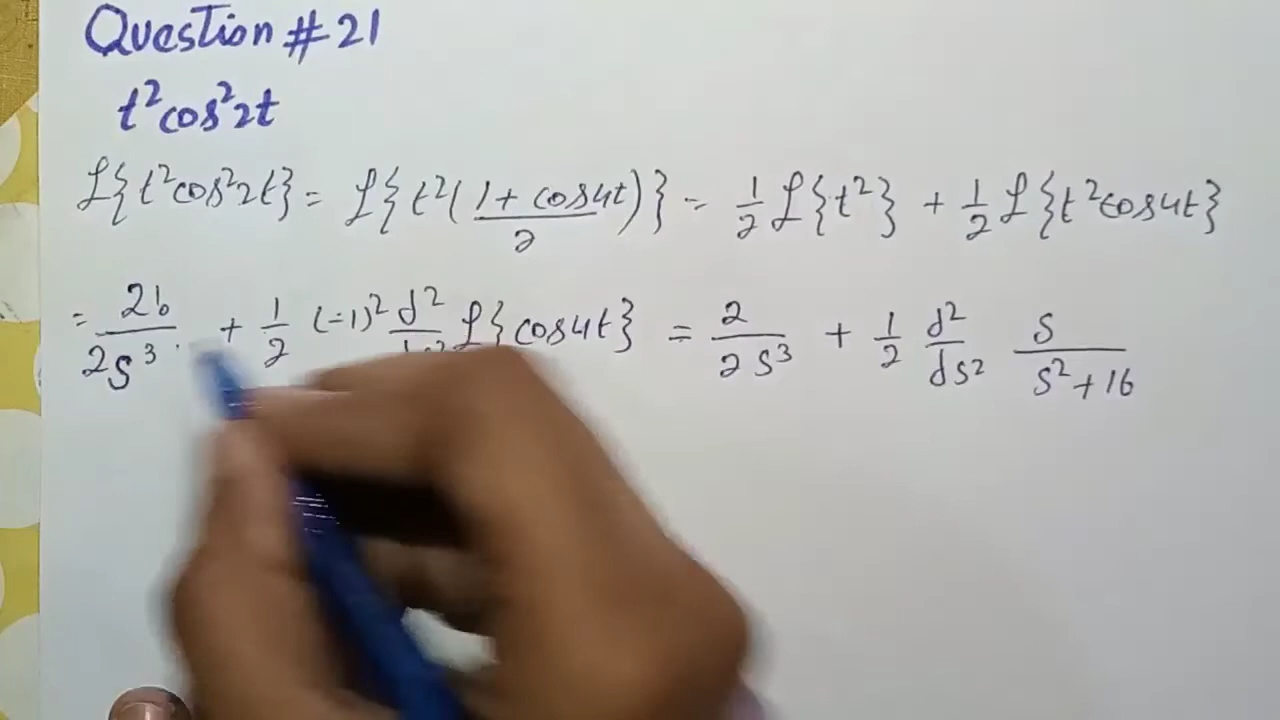 Question #21
t²cos²2t
£{t²cos²2t} = £{t²(1+cos4t)/2} = 1/2 £{t²} + 1/2 £{t²cos4t}
= 2!/2s³ + 1/2 (-1)² d²/ds² £{cos4t} = 2/2s³ + 1/2 d²/ds² s/s²+16